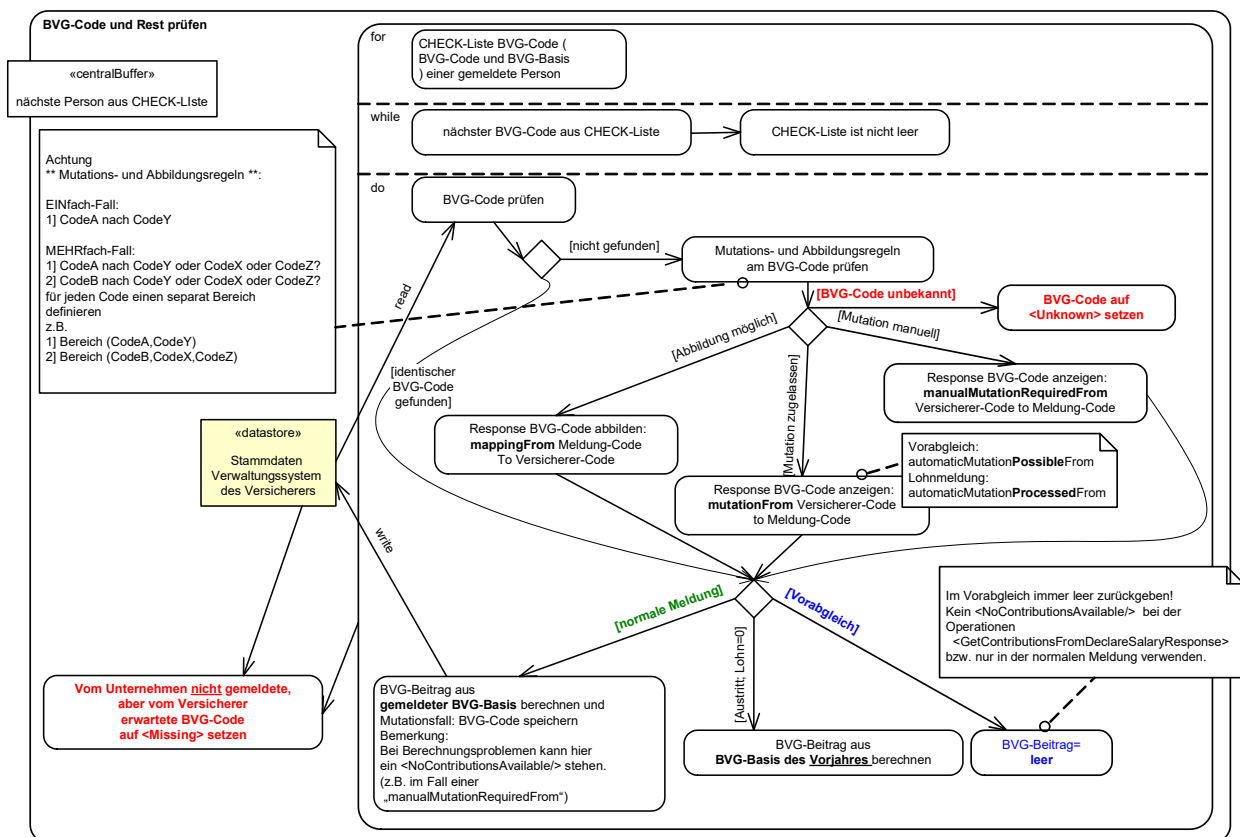 BVG-Code und Rest prüfen
«centralBuffer»
nächste Person aus CHECK-LIste
for
CHECK-Liste BVG-Code (
BVG-Code und BVG-Basis
) einer gemeldete Person
while
nächster BVG-Code aus CHECK-Liste
CHECK-Liste ist nicht leer
Achtung
** Mutations- und Abbildungsregeln **:
EINfach-Fall:
1] CodeA nach CodeY
MEHRfach-Fall:
1] CodeA nach CodeY oder CodeX oder CodeZ?
2] CodeB nach CodeY oder CodeX oder CodeZ?
für jeden Code einen separat Bereich
definieren
z.B.
1] Bereich (CodeA,CodeY)
2] Bereich (CodeB,CodeX,CodeZ)
do
BVG-Code prüfen
[nicht gefunden]
Mutations- und Abbildungsregeln
am BVG-Code prüfen
read
[BVG-Code unbekannt]
BVG-Code auf
<Unknown> setzen
[Abbildung möglich]
[Mutation manuell]
[Mutation zugelassen]
[identischer
BVG-Code
gefunden]
Response BVG-Code anzeigen:
manualMutationRequiredFrom
Versicherer-Code to Meldung-Code
Response BVG-Code abbilden:
mappingFrom Meldung-Code
To Versicherer-Code
Vorabgleich:
automaticMutationPossibleFrom
Lohnmeldung:
automaticMutationProcessedFrom
Response BVG-Code anzeigen:
mutationFrom Versicherer-Code
to Meldung-Code
«datastore»
Stammdaten
Verwaltungssystem
des Versicherers
write
[normale Meldung]
[Vorabgleich]
[Austritt; Lohn=0]
Im Vorabgleich immer leer zurückgeben!
Kein <NoContributionsAvailable/> bei der
Operationen
<GetContributionsFromDeclareSalaryResponse>
bzw. nur in der normalen Meldung verwenden.
Vom Unternehmen nicht gemeldete,
aber vom Versicherer
erwartete BVG-Code
auf <Missing> setzen
BVG-Beitrag aus
gemeldeter BVG-Basis berechnen und
Mutationsfall: BVG-Code speichern
Bemerkung:
Bei Berechnungsproblemen kann hier
ein <NoContributionsAvailable/> stehen.
(z.B. im Fall einer
„manualMutationRequiredFrom“)
BVG-Beitrag aus
BVG-Basis des Vorjahres berechnen
BVG-Beitrag=
leer